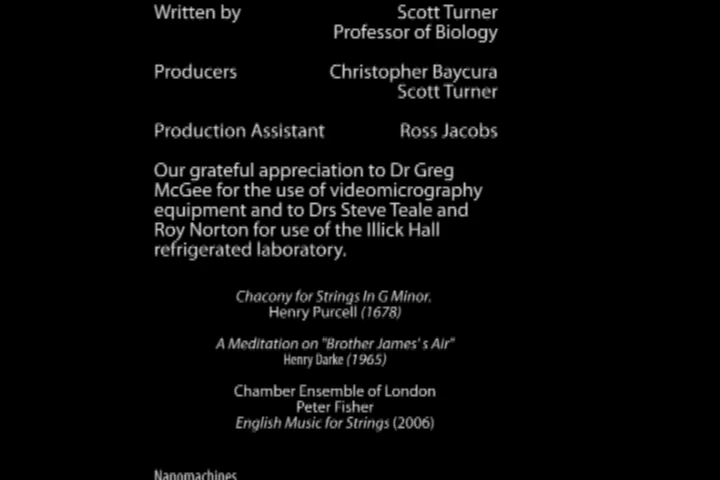 Written by Scott Turner
Professor of Biology
Producers Christopher Baycura
Scott Turner
Production Assistant Ross Jacobs
Our grateful appreciation to Dr Greg
McGee for the use of videomicrography
equipment and to Drs Steve Teale and
Roy Norton for use of the Illick Hall
refrigerated laboratory.
Chacony for Strings In G Minor.
Henry Purcell (1678)
A Meditation on "Brother James's Air"
Henry Darke (1965)
Chamber Ensemble of London
Peter Fisher
English Music for Strings (2006)
Nanomachines